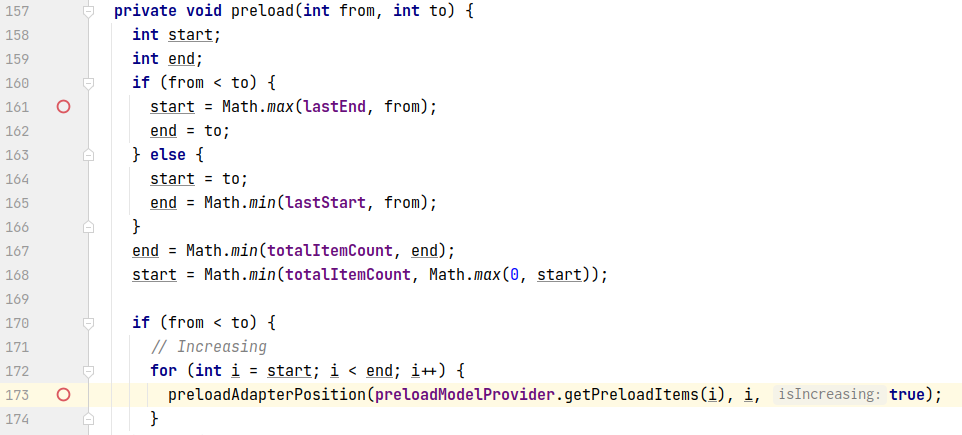 157 private void preload(int from, int to) {
158 int start;
159 int end;
160 if (from < to) {
161 start = Math.max(lastEnd, from);
162 end = to;
163 } else {
164 start = to;
165 end = Math.min(lastStart, from);
166 }
167 end = Math.min(totalItemCount, end);
168 start = Math.min(totalItemCount, Math.max(0, start));
169
170 if (from < to) {
171 // Increasing
172 for (int i = start; i < end; i++) {
173 preloadAdapterPosition(preloadModelProvider.getPreloadItems(i), i, isIncreasing: true);
174 }